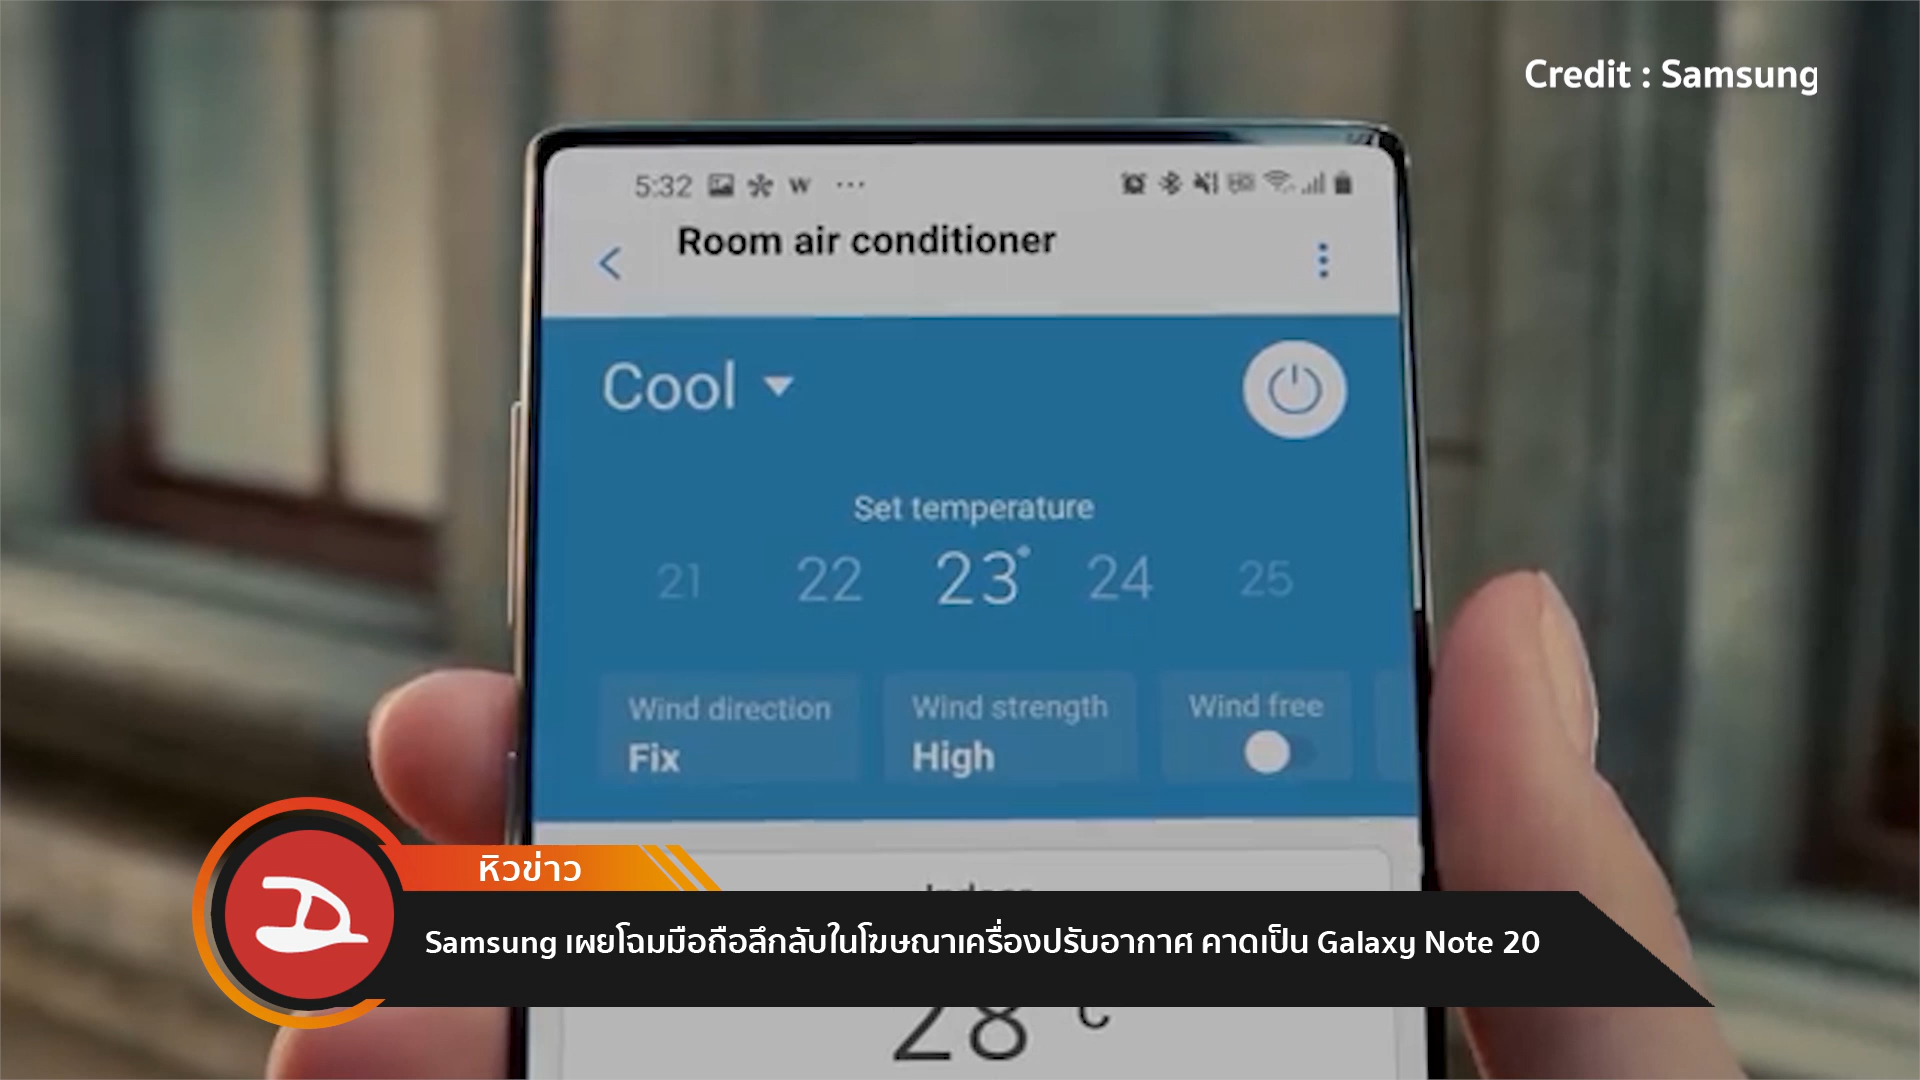 Credit : Samsung
5:32 W ...
Room air conditioner
Cool
Set temperature
21 22 23° 24 25
Wind direction Wind strength Wind free
Fix High
หิวข่าว
Samsung เผยโฉมมือถือลึกลับในโฆษณาเครื่องปรับอากาศ คาดเป็น Galaxy Note 20
28 °C